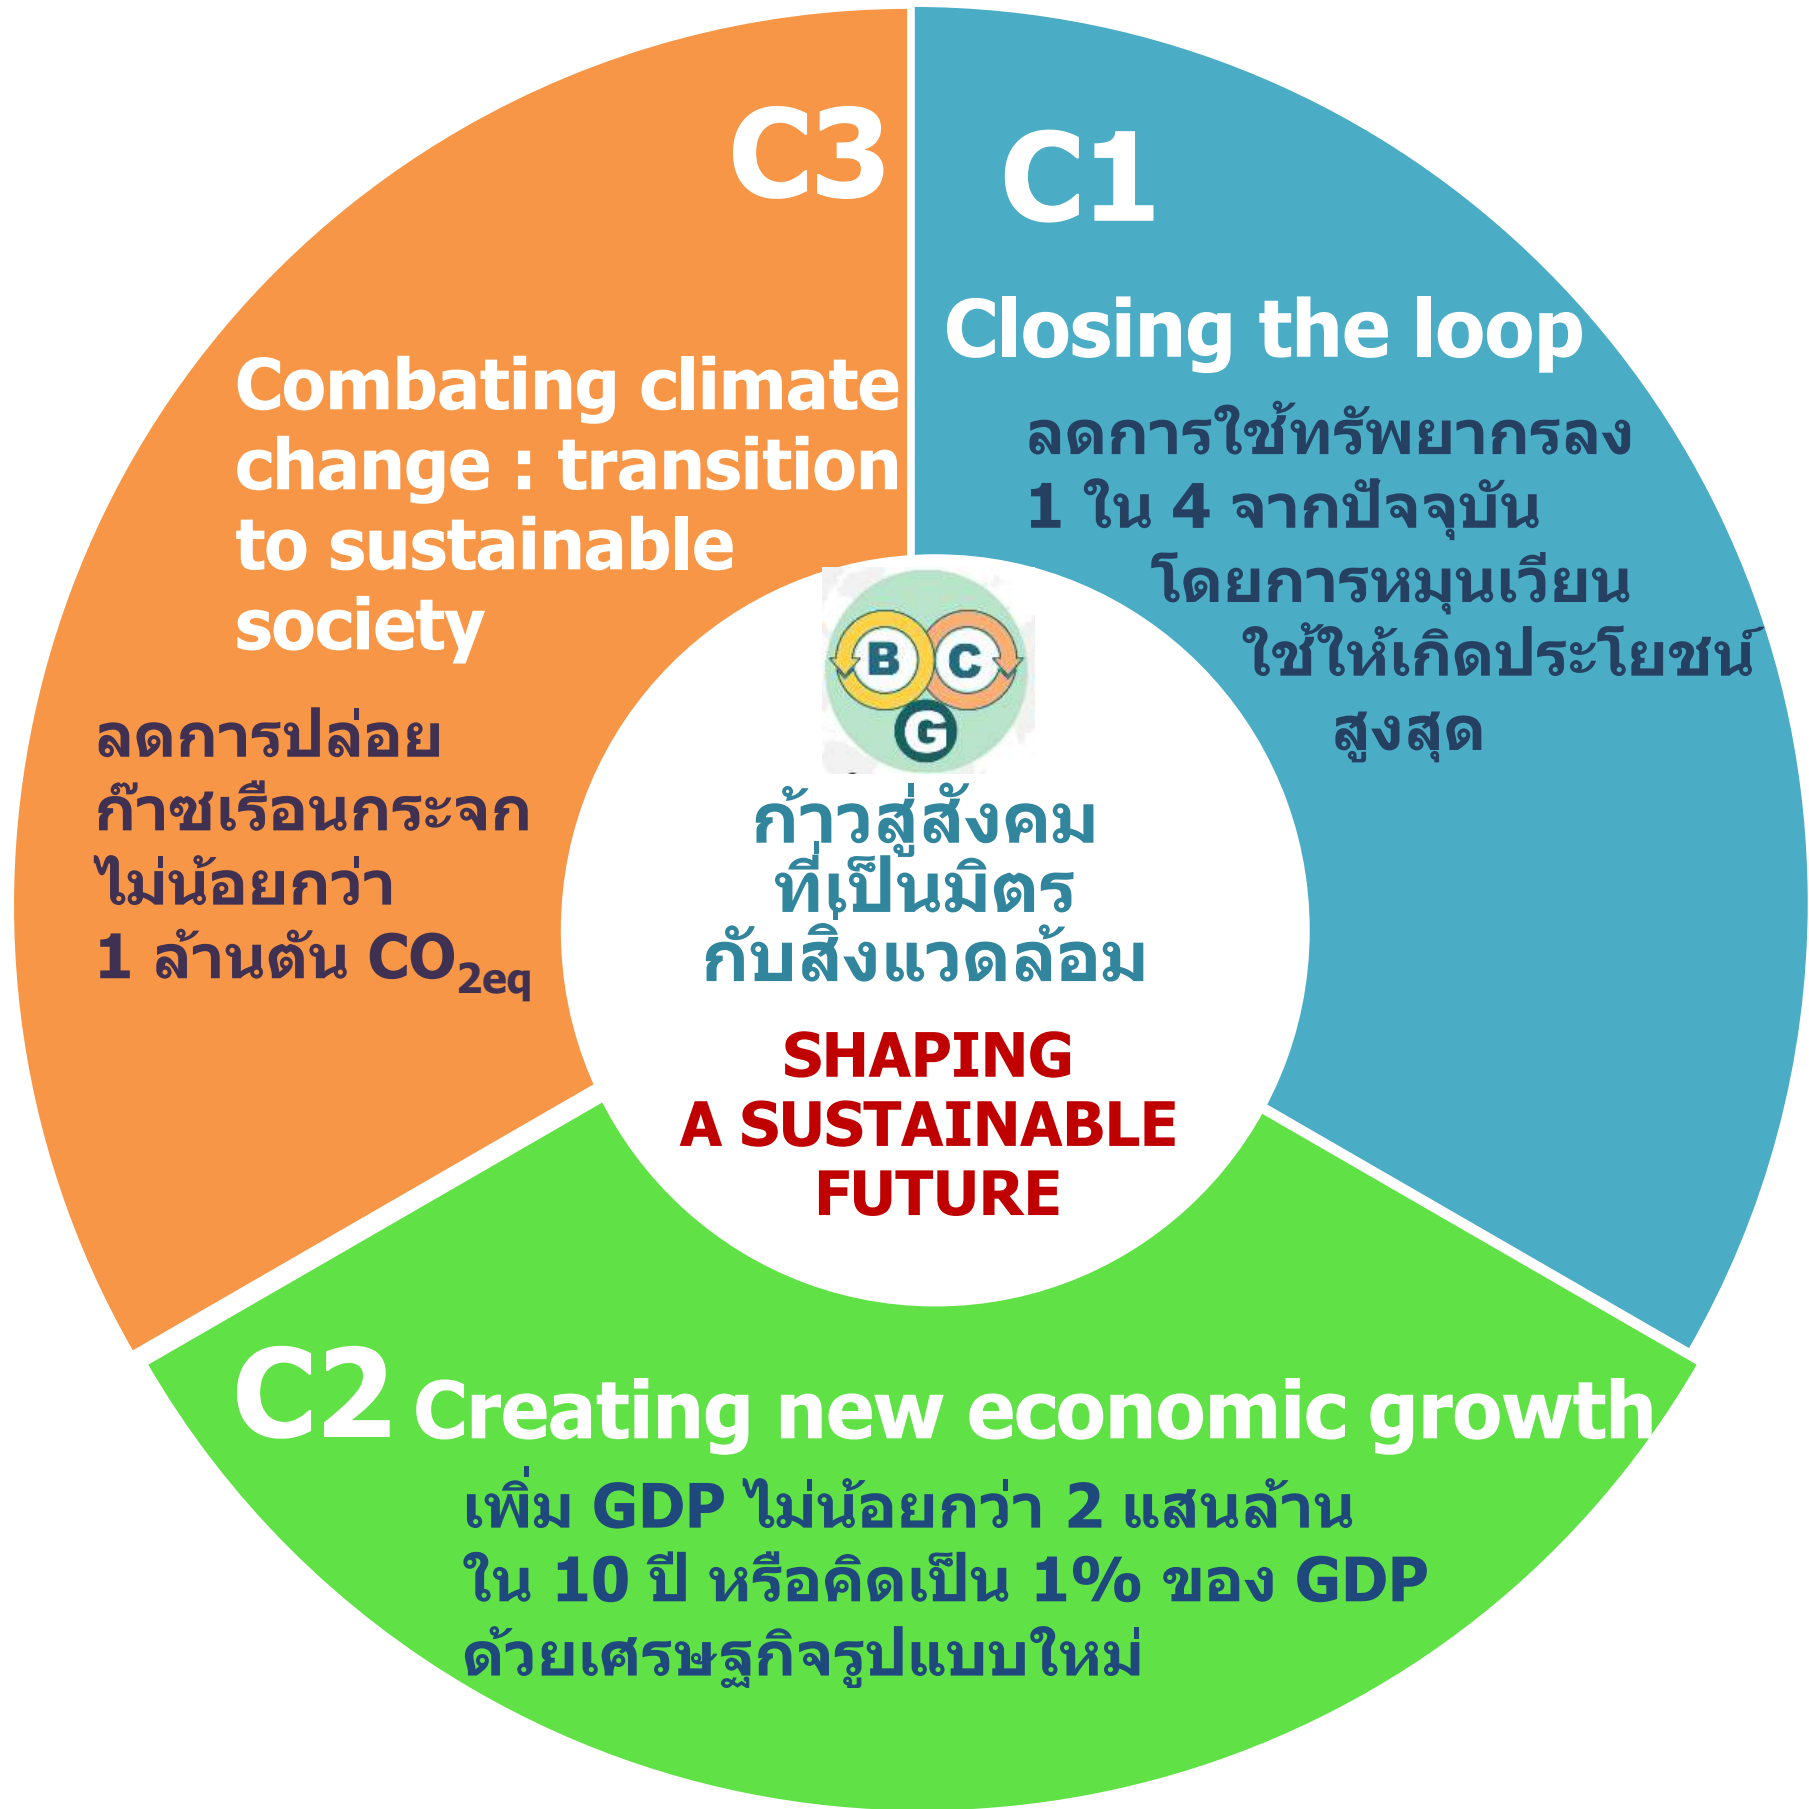 C3
Combating climate
change : transition
to sustainable
society
ลดการปล่อย
ก๊าซเรือนกระจก
ไม่น้อยกว่า
1 ล้านตัน CO₂eq
C1
Closing the loop
ลดการใช้ทรัพยากรลง
1 ใน 4 จากปัจจุบัน
โดยการหมุนเวียน
ใช้ให้เกิดประโยชน์
สูงสุด
B C
G
ก้าวสู่สังคม
ที่เป็นมิตร
กับสิ่งแวดล้อม
SHAPING
A SUSTAINABLE
FUTURE
C2 Creating new economic growth
เพิ่ม GDP ไม่น้อยกว่า 2 แสนล้าน
ใน 10 ปี หรือคิดเป็น 1% ของ GDP
ด้วยเศรษฐกิจรูปแบบใหม่